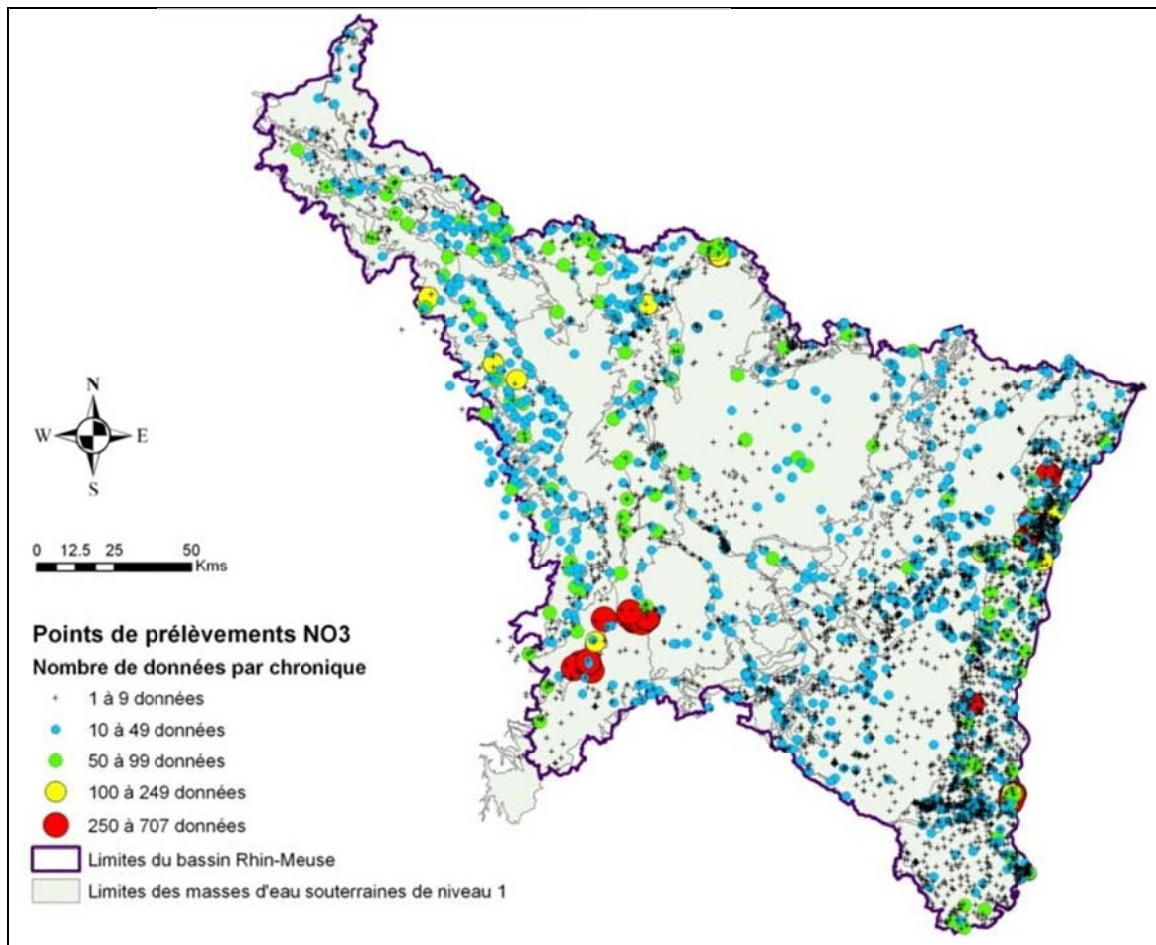 N
W E
S
0 12.5 25 50
Kms
Points de prélèvements NO3
Nombre de données par chronique
1 à 9 données
10 à 49 données
50 à 99 données
100 à 249 données
250 à 707 données
Limites du bassin Rhin-Meuse
Limites des masses d'eau souterraines de niveau 1